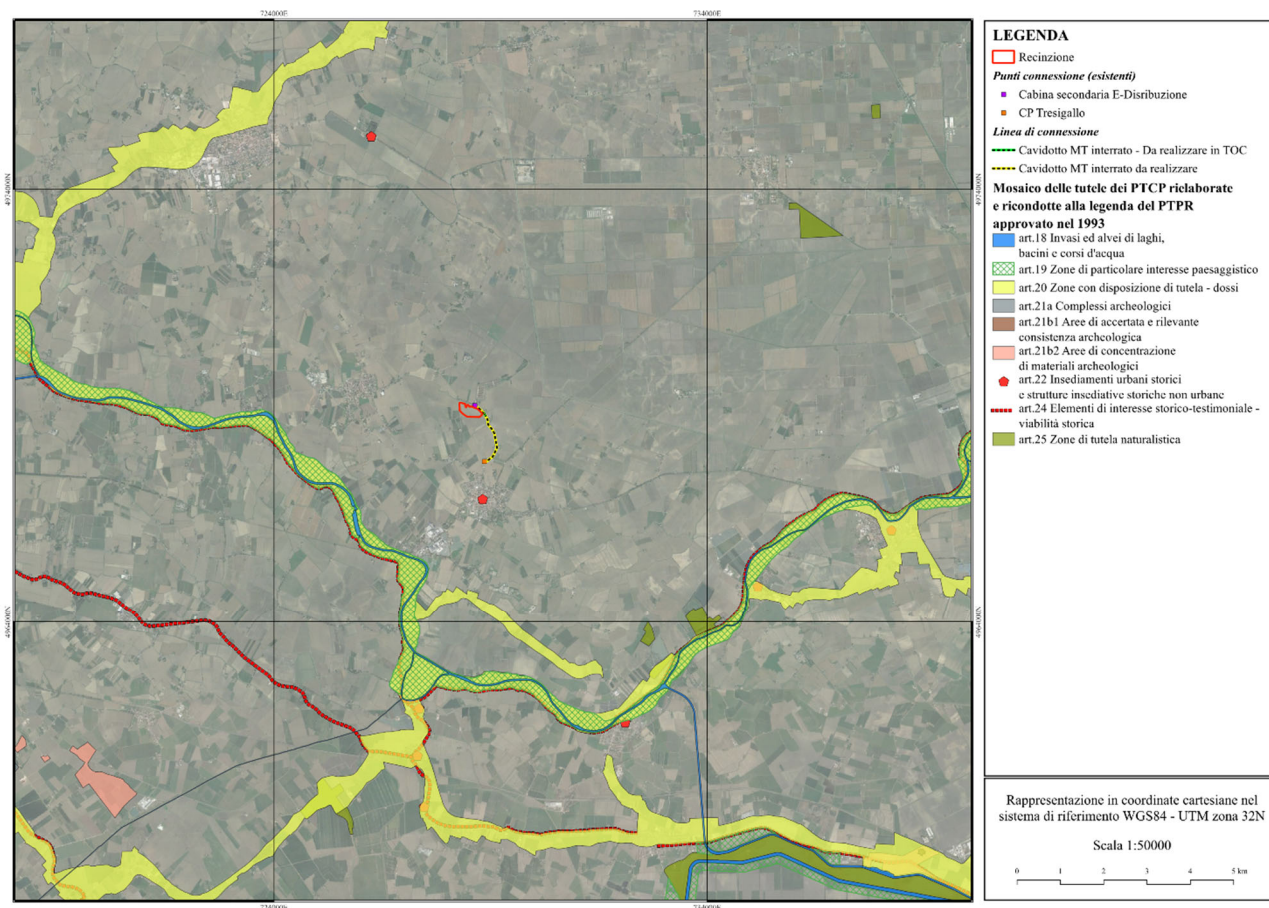 724000E
734000E
4964000N
4964000N
LEGENDA
Recinzione
Punti connessione (esistenti)
Cabina secondaria E-Disribuzione
CP Tresigallo
Linea di connessione
Cavidotto MT interrato - Da realizzare in TOC
Cavidotto MT interrato da realizzare
Mosaico delle tutele dei PTCP rielaborate
e ricondotte alla legenda del PTPR
approvato nel 1993
art.18 Invasi ed alvei di laghi,
bacini e corsi d'acqua
art.19 Zone di particolare interesse paesaggistico
art.20 Zone con disposizione di tutela - dossi
art.21a Complessi archeologici
art.21b1 Aree di accertata e rilevante
consistenza archeologica
art.21b2 Aree di concentrazione
di materiali archeologici
art.22 Insediamenti urbani storici
e strutture insediative storiche non urbane
art.24 Elementi di interesse storico-testimoniale -
viabilità storica
art.25 Zone di tutela naturalistica
Rappresentazione in coordinate cartesiane nel
sistema di riferimento WGS84 - UTM zona 32N
Scala 1:50000
0 1 2 3 4 5 km